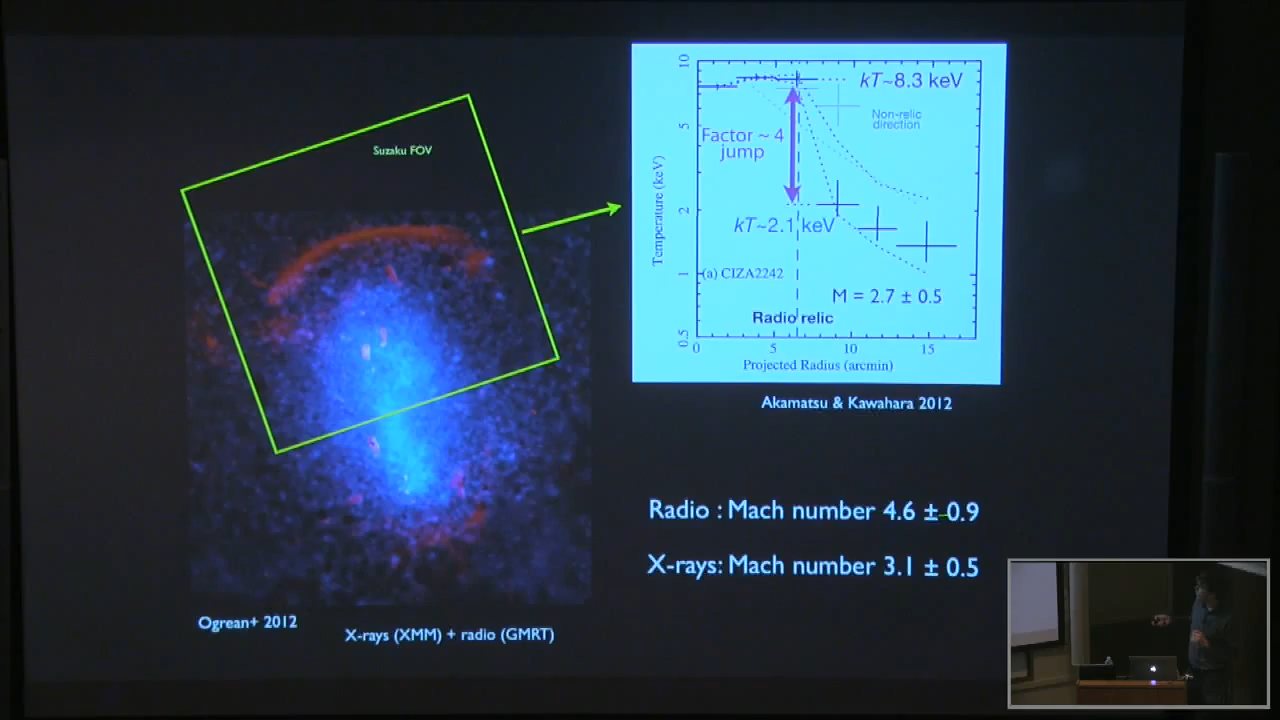 Suzaku FOV
10
5
2
1
0.5
Temperature (keV)
kT~8.3 keV
Non-relic
direction
Factor ~ 4
jump
kT~2.1 keV
(a) CIZA2242
M = 2.7 ± 0.5
Radio relic
0 5 10 15
Projected Radius (arcmin)
Akamatsu & Kawahara 2012
Radio : Mach number 4.6 ± 0.9
X-rays: Mach number 3.1 ± 0.5
Ogrean+ 2012
X-rays (XMM) + radio (GMRT)